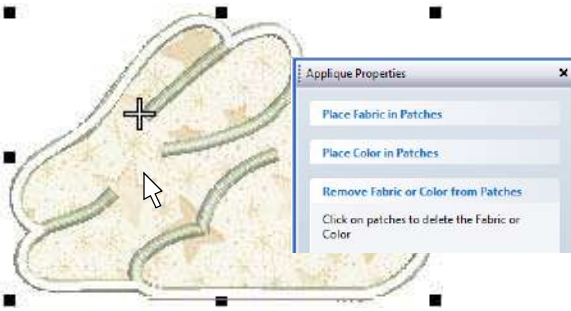 Applique Properties
Place Fabric in Patches
Place Color in Patches
Remove Fabric or Color from Patches
Click on patches to delete the Fabric or
Color